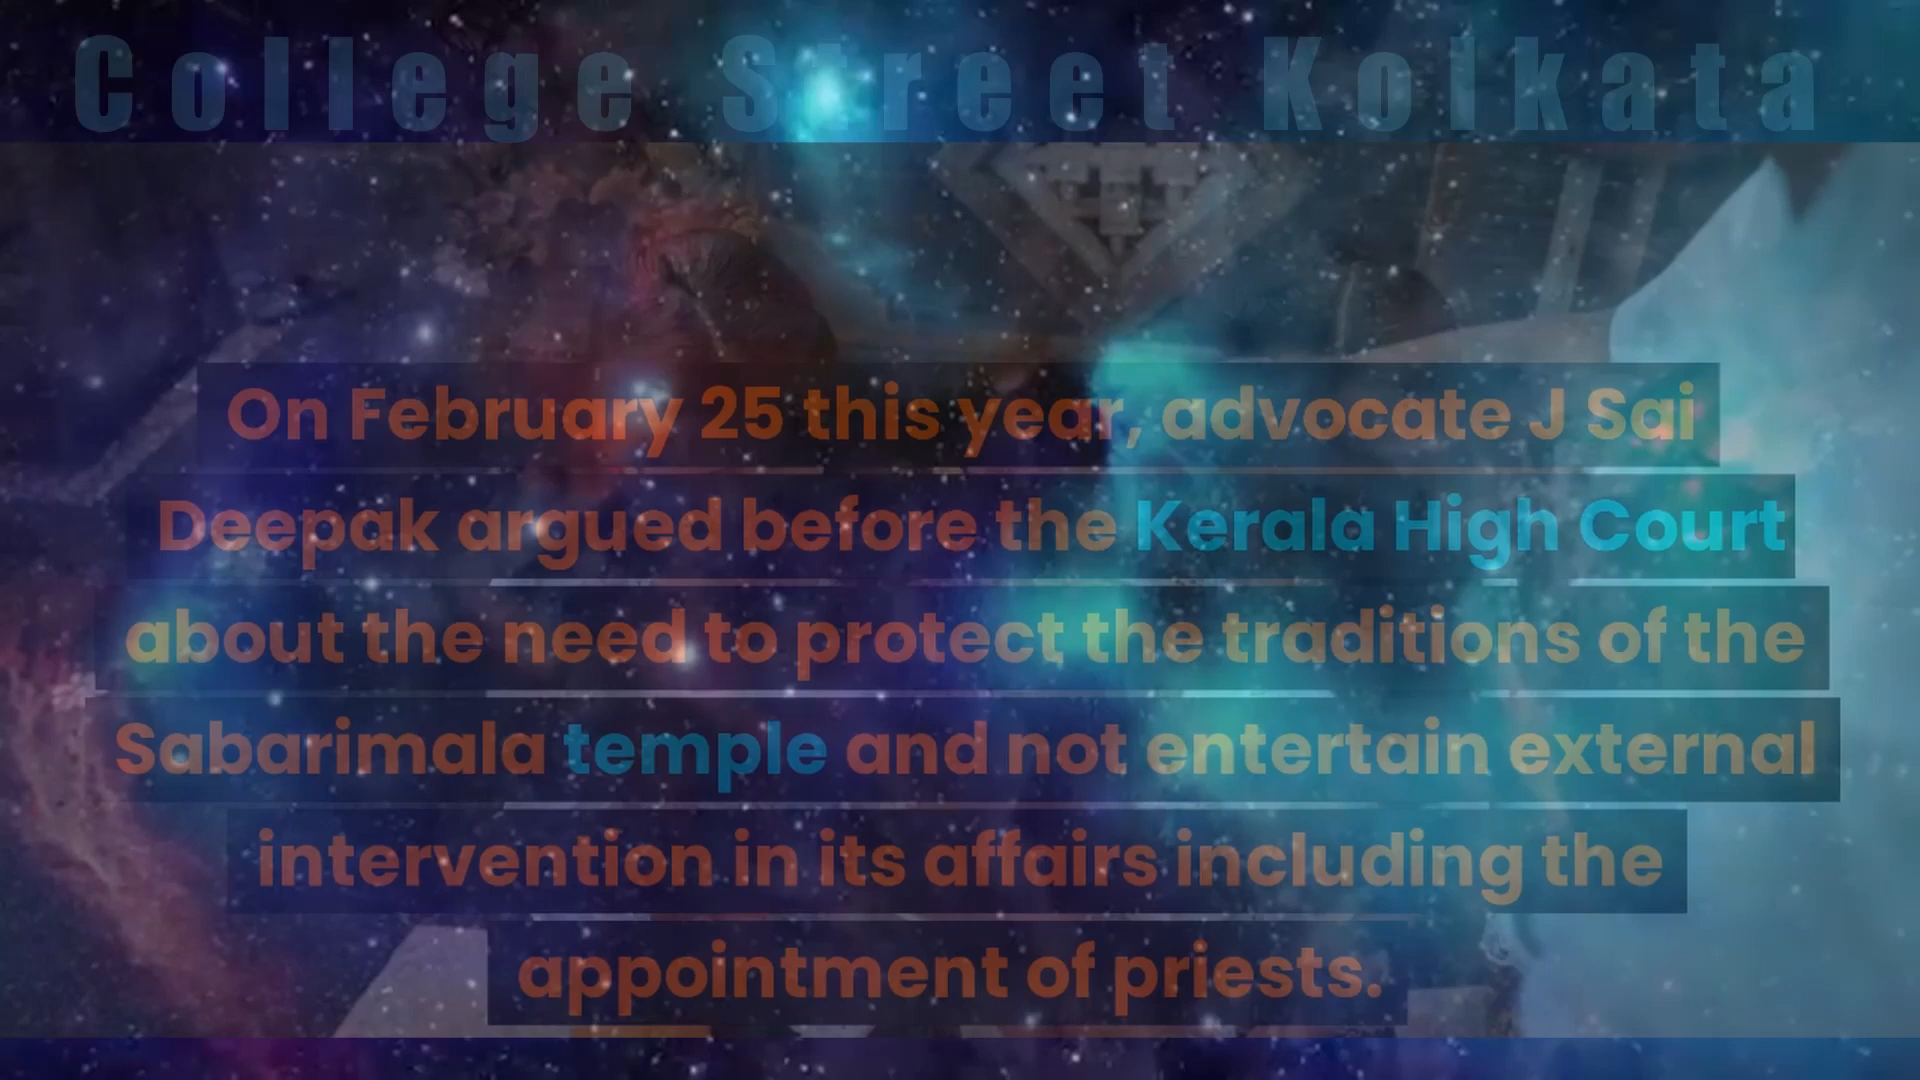 College Street Kolkata
On February 25 this year, advocate J Sai
Deepak argued before the Kerala High Court
about the need to protect the traditions of the
Sabarimala temple and not entertain external
intervention in its affairs including the
appointment of priests.